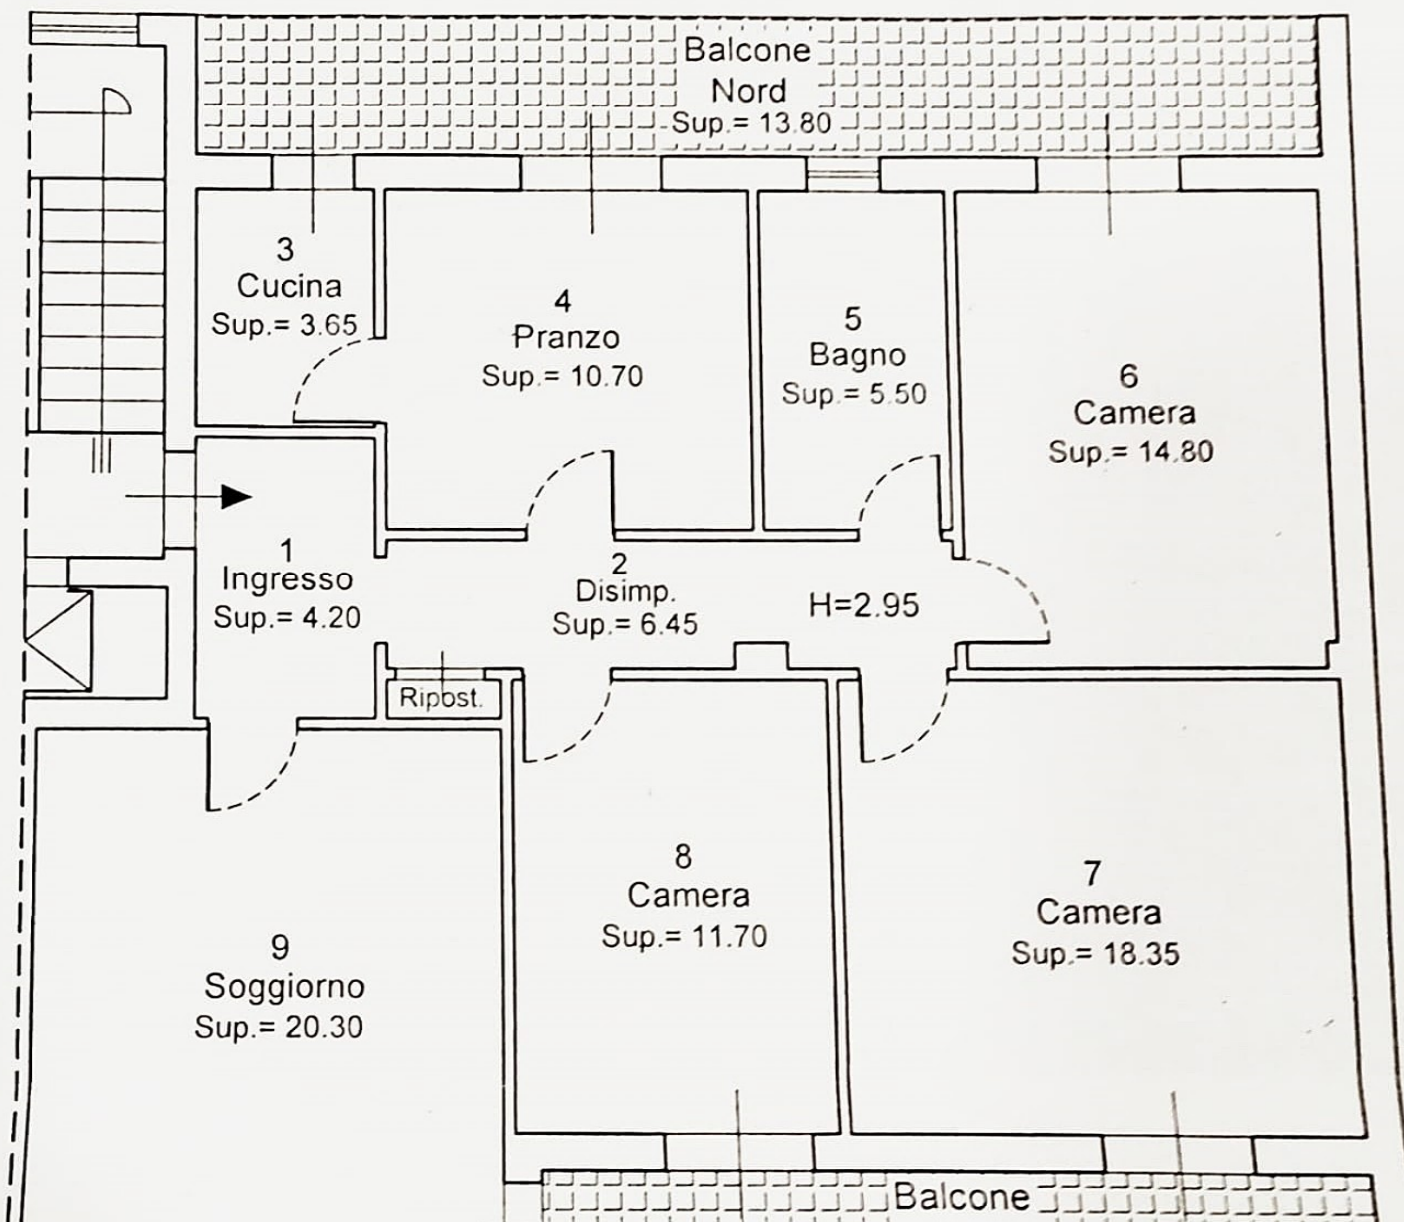 Balcone
Nord
Sup.= 13.80
3
Cucina
Sup.= 3.65
4
Pranzo
Sup.= 10.70
5
Bagno
Sup.= 5.50
6
Camera
Sup.= 14.80
1
Ingresso
Sup.= 4.20
2
Disimp.
Sup.= 6.45
H=2.95
Ripost.
8
Camera
Sup.= 11.70
7
Camera
Sup.= 18.35
9
Soggiorno
Sup.= 20.30
Balcone